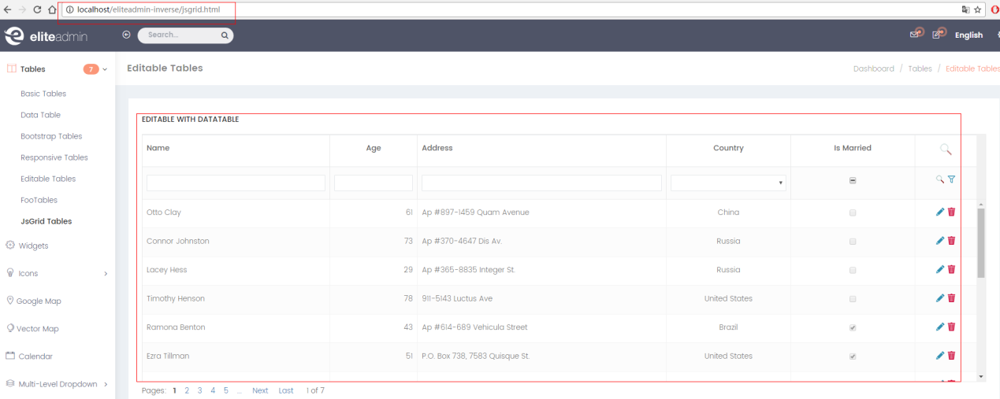 localhost/eliteadmin-inverse/jsgrid.html
eliteadmin
Search...
English
Tables 7
Basic Tables
Data Table
Bootstrap Tables
Responsive Tables
Editable Tables
FooTables
JsGrid Tables
Widgets
Icons
Google Map
Vector Map
Calendar
Multi-Level Dropdown
Editable Tables
Dashboard / Tables / Editable Tables
EDITABLE WITH DATATABLE
Name Age Address Country Is Married
Otto Clay 61 Ap #897-1459 Quam Avenue China
Connor Johnston 73 Ap #370-4647 Dis Av. Russia
Lacey Hess 29 Ap #365-8835 Integer St. Russia
Timothy Henson 78 911-5143 Luctus Ave United States
Ramona Benton 43 Ap #614-689 Vehicula Street Brazil
Ezra Tillman 51 P.O. Box 738, 7583 Quisque St. United States
Pages: 1 2 3 4 5 ... Next Last 1 of 7